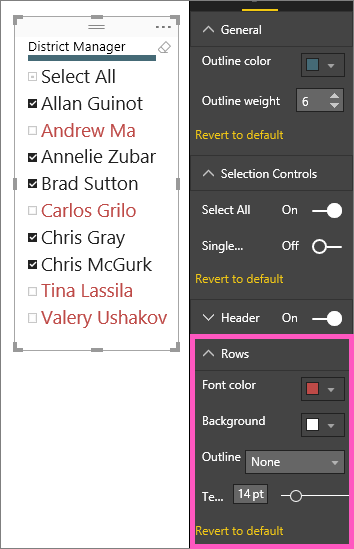 District Manager
Select All
Allan Guinot
Andrew Ma
Annelie Zubar
Brad Sutton
Carlos Grilo
Chris Gray
Chris McGurk
Tina Lassila
Valery Ushakov
General
Outline color
Outline weight 6
Revert to default
Selection Controls
Select All On
Single... Off
Revert to default
Header On
Rows
Font color
Background
Outline None
Te... 14 pt
Revert to default